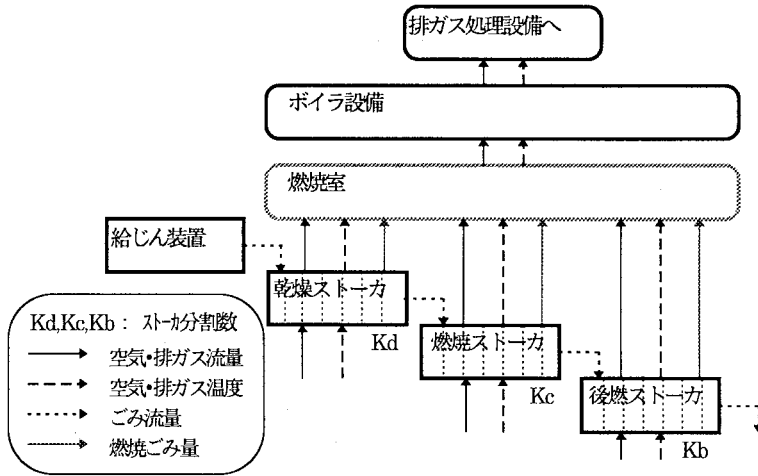 排ガス処理設備へ
ボイラ設備
燃焼室
給じん装置
乾燥ストーカ
Kd
燃焼ストーカ
Kc
後燃ストーカ
Kb
Kd,Kc,Kb： ストーカ分割数
空気・排ガス流量
空気・排ガス温度
ごみ流量
燃焼ごみ量